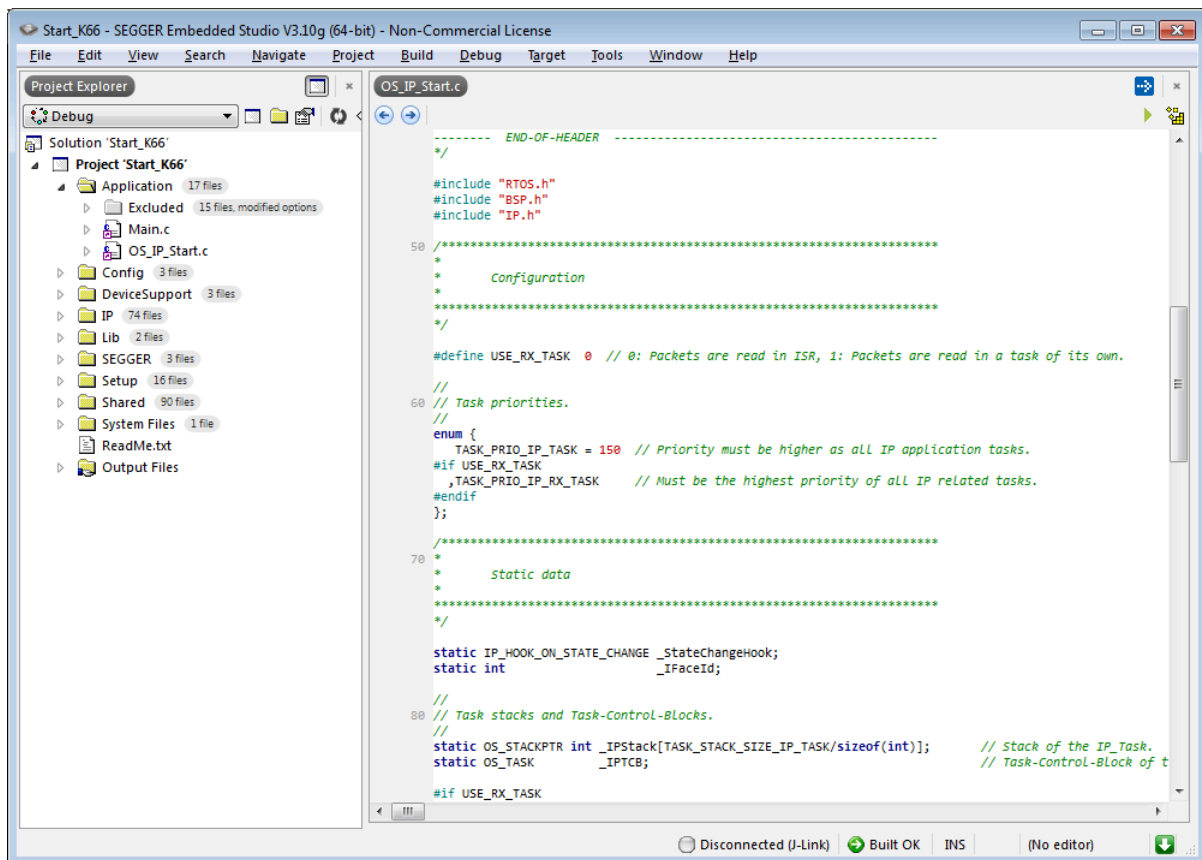 Start_K66 - SEGGER Embedded Studio V3.10g (64-bit) - Non-Commercial License
File Edit View Search Navigate Project Build Debug Target Tools Window Help
Project Explorer
Debug
Solution 'Start_K66'
Project 'Start_K66'
Application 17 files
Excluded 15 files, modified options
Main.c
OS_IP_Start.c
Config 3 files
DeviceSupport 3 files
IP 74 files
Lib 2 files
SEGGER 3 files
Setup 16 files
Shared 90 files
System Files 1 file
ReadMe.txt
Output Files
OS_IP_Start.c
-------- END-OF-HEADER ---------------------------------------------
*/
#include "RTOS.h"
#include "BSP.h"
#include "IP.h"
50 /*********************************************************************
*
* Configuration
*
**********************************************************************
*/
#define USE_RX_TASK 0 // 0: Packets are read in ISR, 1: Packets are read in a task of its own.
//
60 // Task priorities.
//
enum {
TASK_PRIO_IP_TASK = 150 // Priority must be higher as all IP application tasks.
#if USE_RX_TASK
,TASK_PRIO_IP_RX_TASK // Must be the highest priority of all IP related tasks.
#endif
};
/*********************************************************************
70 *
* Static data
*
**********************************************************************
*/
static IP_HOOK_ON_STATE_CHANGE _StateChangeHook;
static int _IFaceId;
//
80 // Task stacks and Task-Control-Blocks.
//
static OS_STACKPTR int _IPStack[TASK_STACK_SIZE_IP_TASK/sizeof(int)]; // Stack of the IP_Task.
static OS_TASK _IPTCB; // Task-Control-Block of t
#if USE_RX_TASK
Disconnected (J-Link) Built OK INS (No editor)